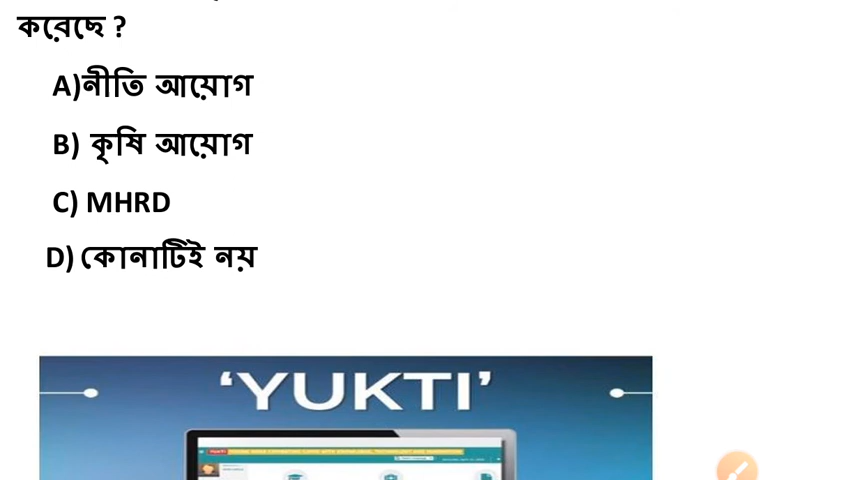 করেছে ?
A)নীতি আয়োগ
B) কৃষি আয়োগ
C) MHRD
D) কোনাটিই নয়
‘YUKTI’